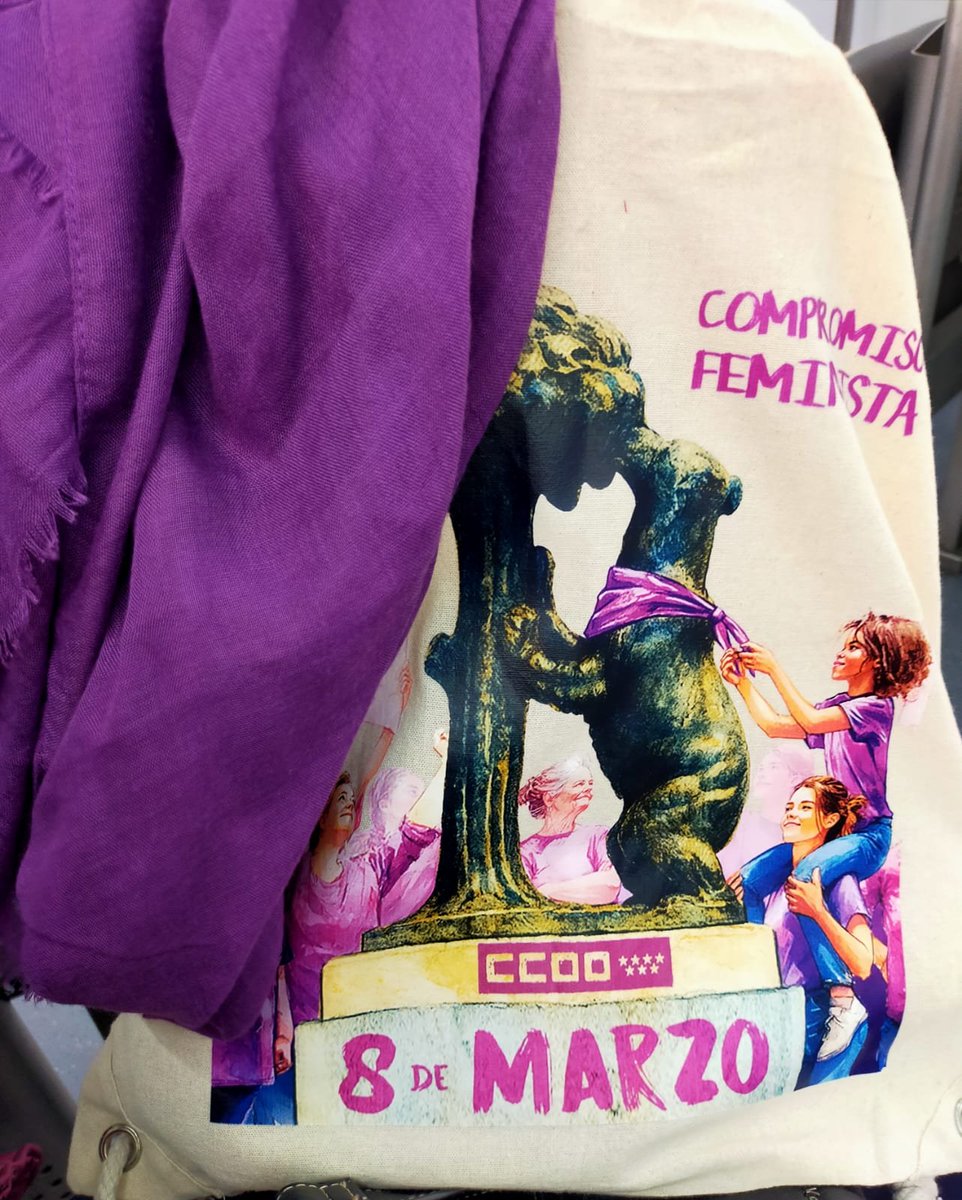 COMPROMISO
FEMINISTA
CCOO
8 DE MARZO